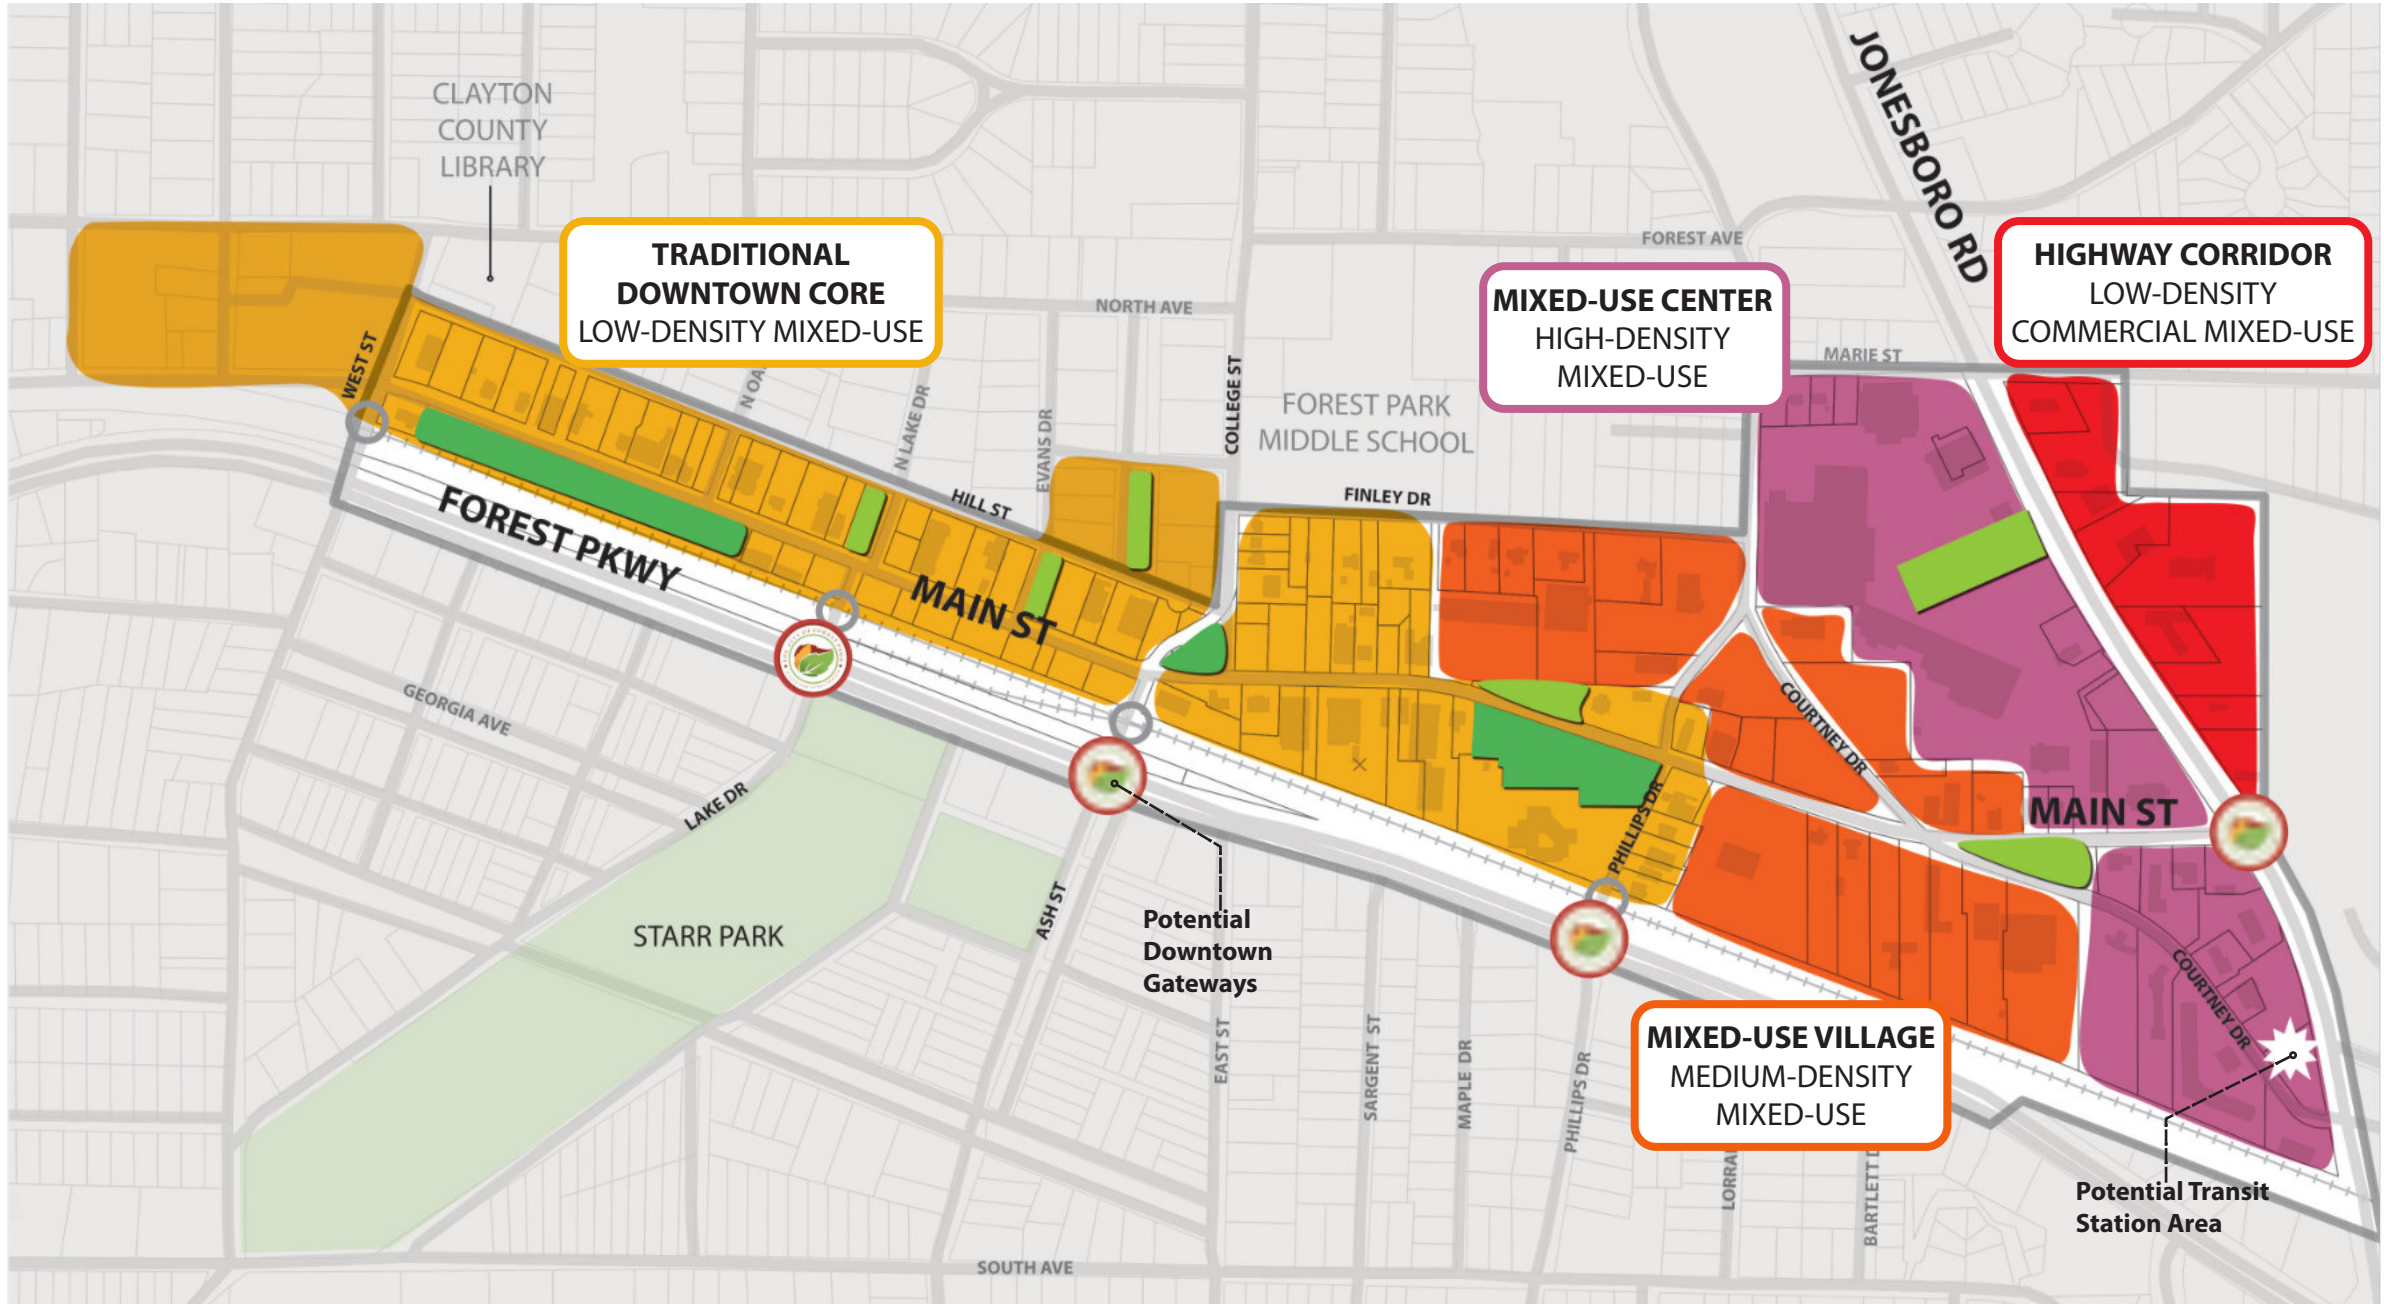 CLAYTON
COUNTY
LIBRARY
JONESBORO RD
TRADITIONAL
DOWNTOWN CORE
LOW-DENSITY MIXED-USE
FOREST AVE
HIGHWAY CORRIDOR
LOW-DENSITY
COMMERCIAL MIXED-USE
MIXED-USE CENTER
HIGH-DENSITY
MIXED-USE
NORTH AVE
MARIE ST
WEST ST
N OA
N LAKE DR
EVANS DR
COLLEGE ST
FOREST PARK
MIDDLE SCHOOL
HILL ST
FINLEY DR
FOREST PKWY
MAIN ST
GEORGIA AVE
LAKE DR
COURTNEY DR
PHILLIPS DR
MAIN ST
STARR PARK
ASH ST
Potential
Downtown
Gateways
COURTNEY DR
EAST ST
SARGENT ST
MAPLE DR
PHILLIPS DR
MIXED-USE VILLAGE
MEDIUM-DENSITY
MIXED-USE
LORRA
BARTLETT D
Potential Transit
Station Area
SOUTH AVE